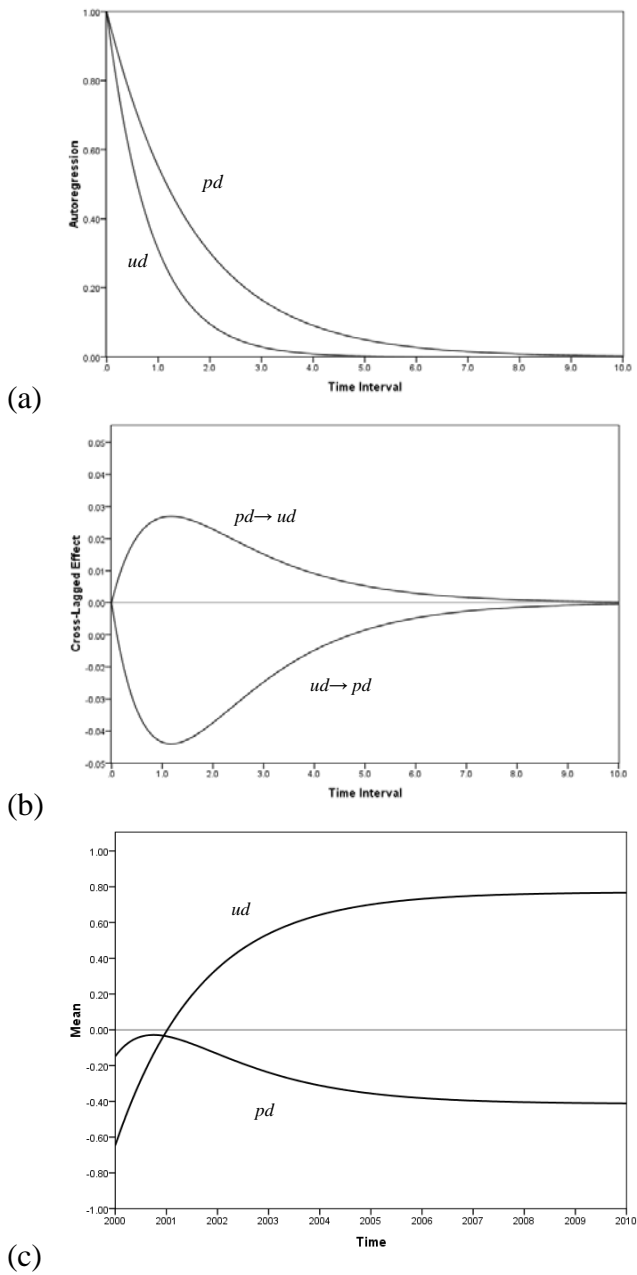 1.00
0.80
0.60
0.40
0.20
0.00
Autoregression
pd
ud
.0 1.0 2.0 3.0 4.0 5.0 6.0 7.0 8.0 9.0 10.0
Time Interval
(a)
0.05
0.04
0.03
0.02
0.01
0.00
0.00
-0.02
-0.03
-0.04
-0.05
Cross-Lagged Effect
pd→ ud
ud→ pd
.0 1.0 2.0 3.0 4.0 5.0 6.0 7.0 8.0 9.0 10.0
Time Interval
(b)
1.00
0.80
0.60
0.40
0.20
0.00
-0.20
-0.40
-0.60
-0.80
-1.00
Mean
ud
pd
2000 2001 2002 2003 2004 2005 2006 2007 2008 2009 2010
Time
(c)